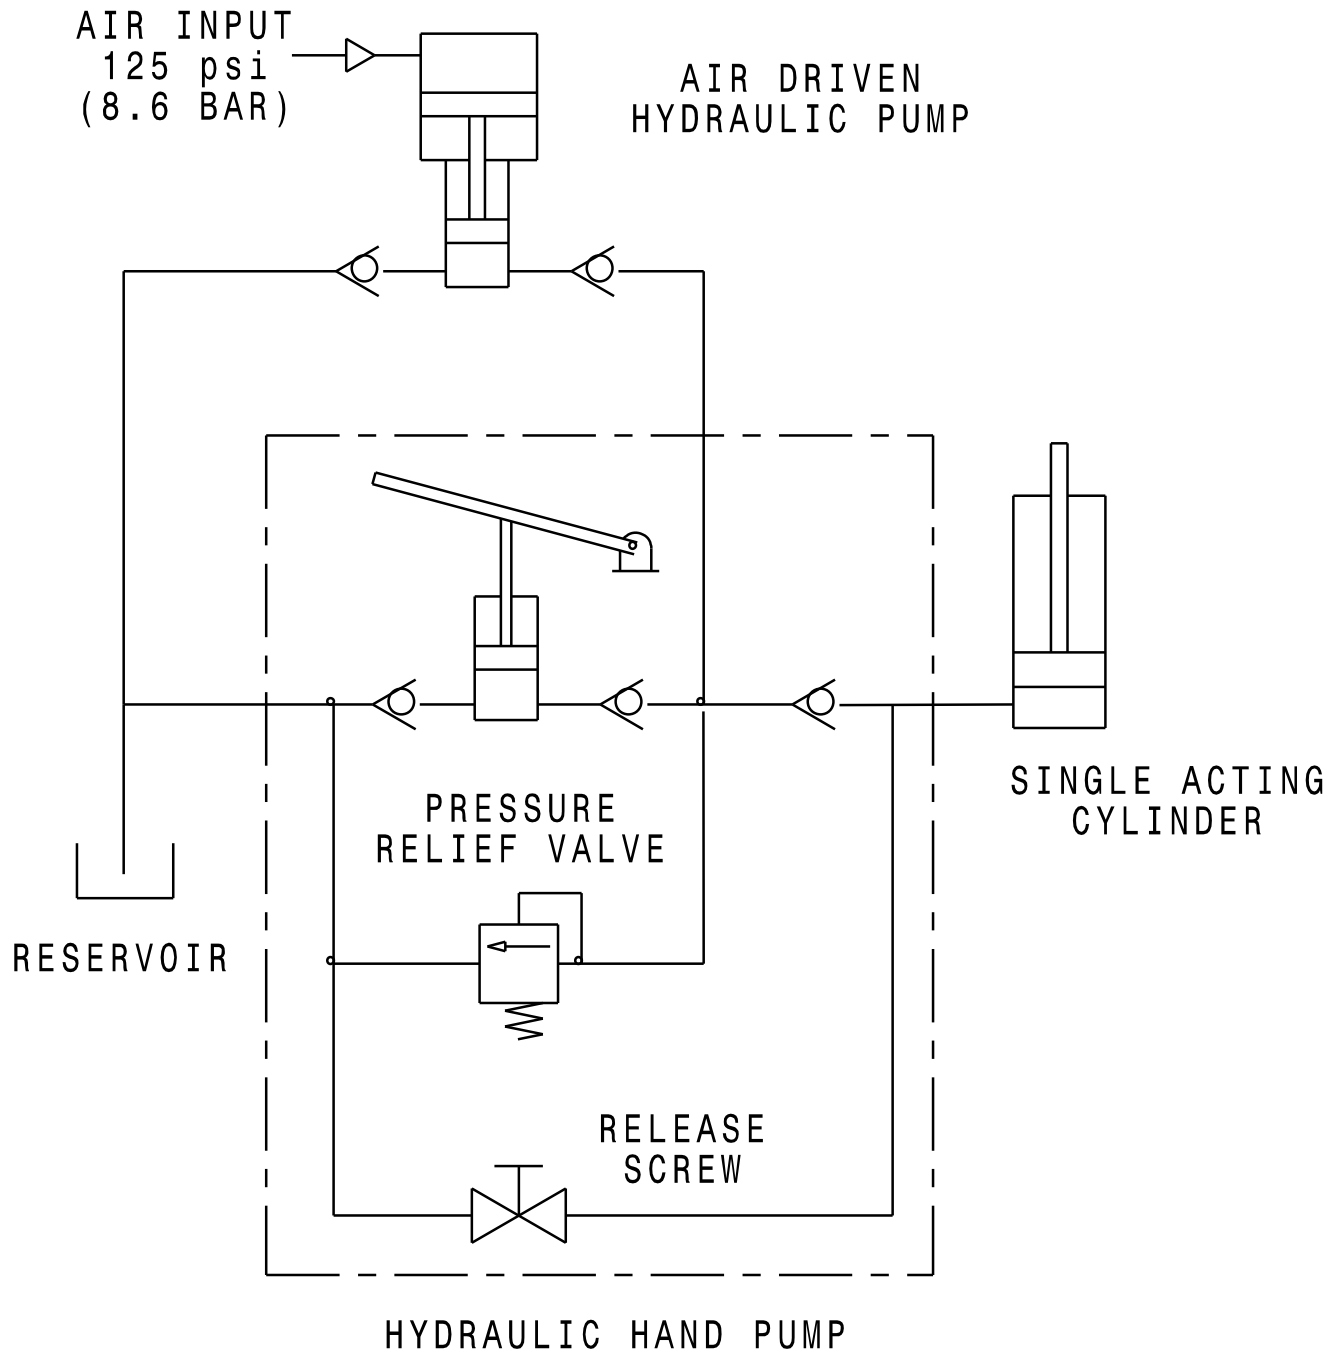 AIR INPUT
125 psi
(8.6 BAR)
AIR DRIVEN
HYDRAULIC PUMP
SINGLE ACTING
CYLINDER
PRESSURE
RELIEF VALVE
RESERVOIR
RELEASE
SCREW
HYDRAULIC HAND PUMP